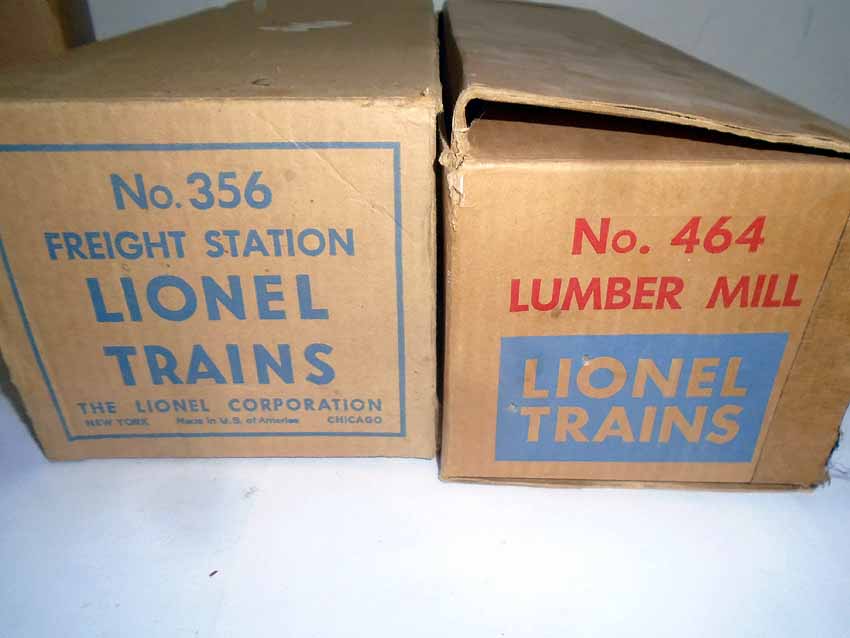 No. 356
FREIGHT STATION
LIONEL
TRAINS
THE LIONEL CORPORATION
NEW YORK Made in U.S. of America CHICAGO
No. 464
LUMBER MILL
LIONEL
TRAINS